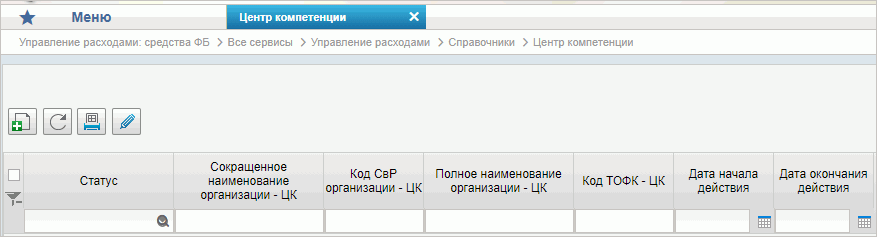 Меню
Центр компетенции
Управление расходами: средства ФБ > Все сервисы > Управление расходами > Справочники > Центр компетенции
Статус
Сокращенное
наименование
организации - ЦК
Код СвР
организации - ЦК
Полное наименование
организации - ЦК
Код ТОФК - ЦК
Дата начала
действия
Дата окончания
действия